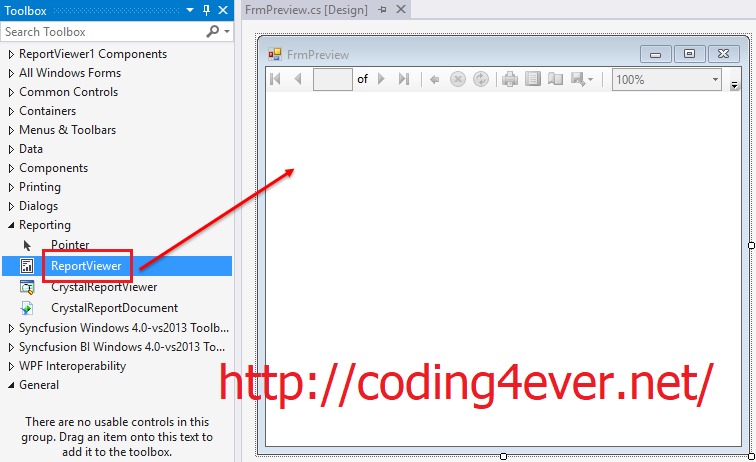 Toolbox
Search Toolbox
ReportViewer1 Components
All Windows Forms
Common Controls
Containers
Menus & Toolbars
Data
Components
Printing
Dialogs
Reporting
Pointer
ReportViewer
CrystalReportViewer
CrystalReportDocument
Syncfusion Windows 4.0-vs2013 Toolb...
Syncfusion BI Windows 4.0-vs2013 To...
WPF Interoperability
General
There are no usable controls in this
group. Drag an item onto this text to
add it to the toolbox.
FrmPreview.cs [Design]
FrmPreview
of
100%
http://coding4ever.net/